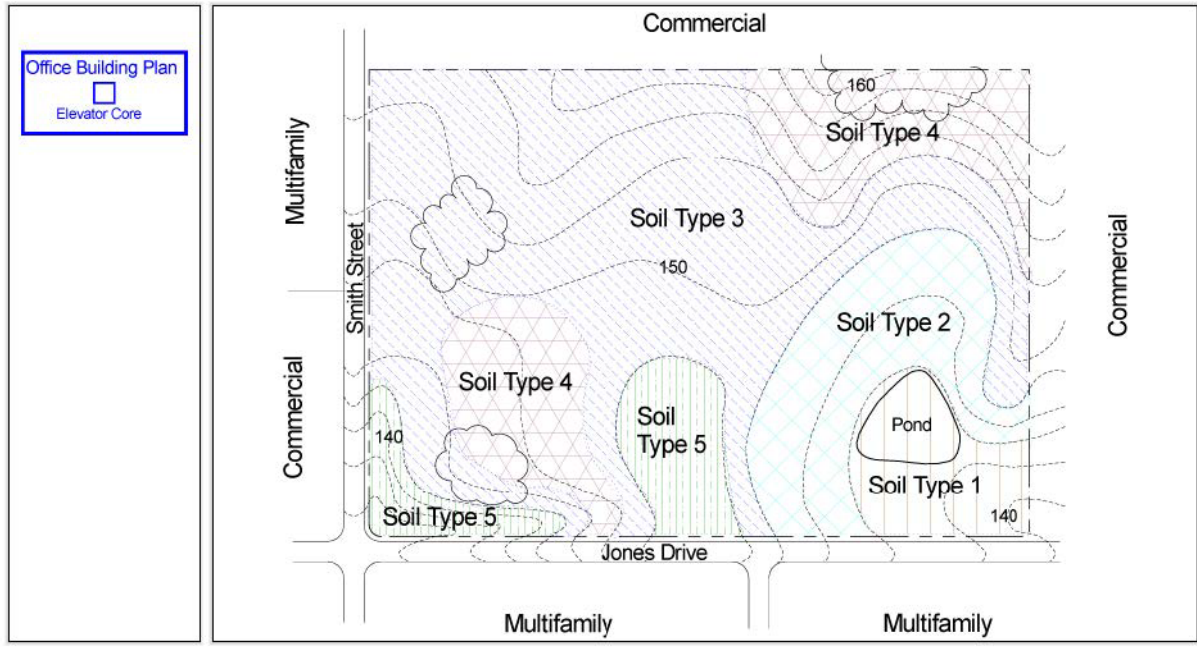 Office Building Plan
Elevator Core
Commercial
160
Soil Type 4
Multifamily
Soil Type 3
Smith Street
150
Commercial
Soil Type 2
Commercial
Soil Type 4
Soil
Type 5
Pond
140
Soil Type 1
Soil Type 5
140
Jones Drive
Multifamily
Multifamily